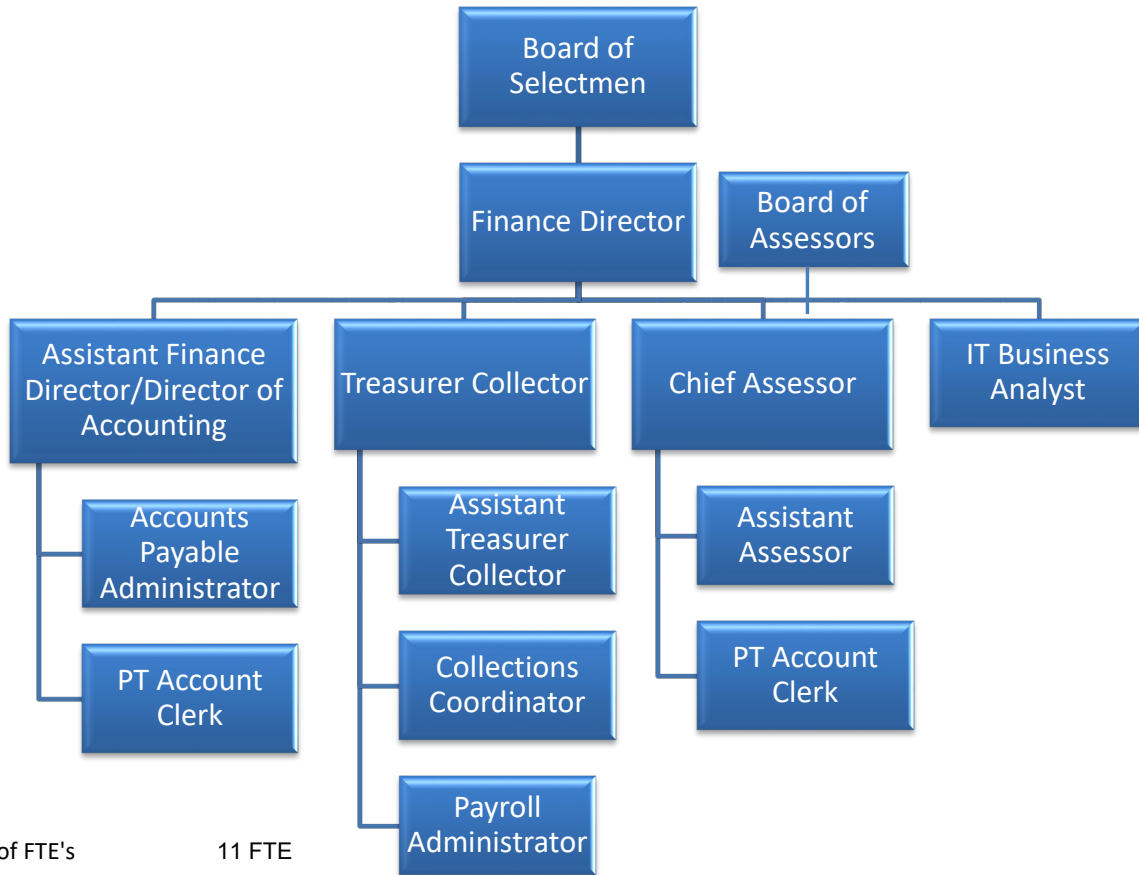 Board of
Selectmen
Finance Director
Board of
Assessors
Assistant Finance
Director/Director of
Accounting
Treasurer Collector
Chief Assessor
IT Business
Analyst
Accounts
Payable
Administrator
PT Account
Clerk
Assistant
Treasurer
Collector
Collections
Coordinator
Payroll
Administrator
Assistant
Assessor
PT Account
Clerk
of FTE's 11 FTE